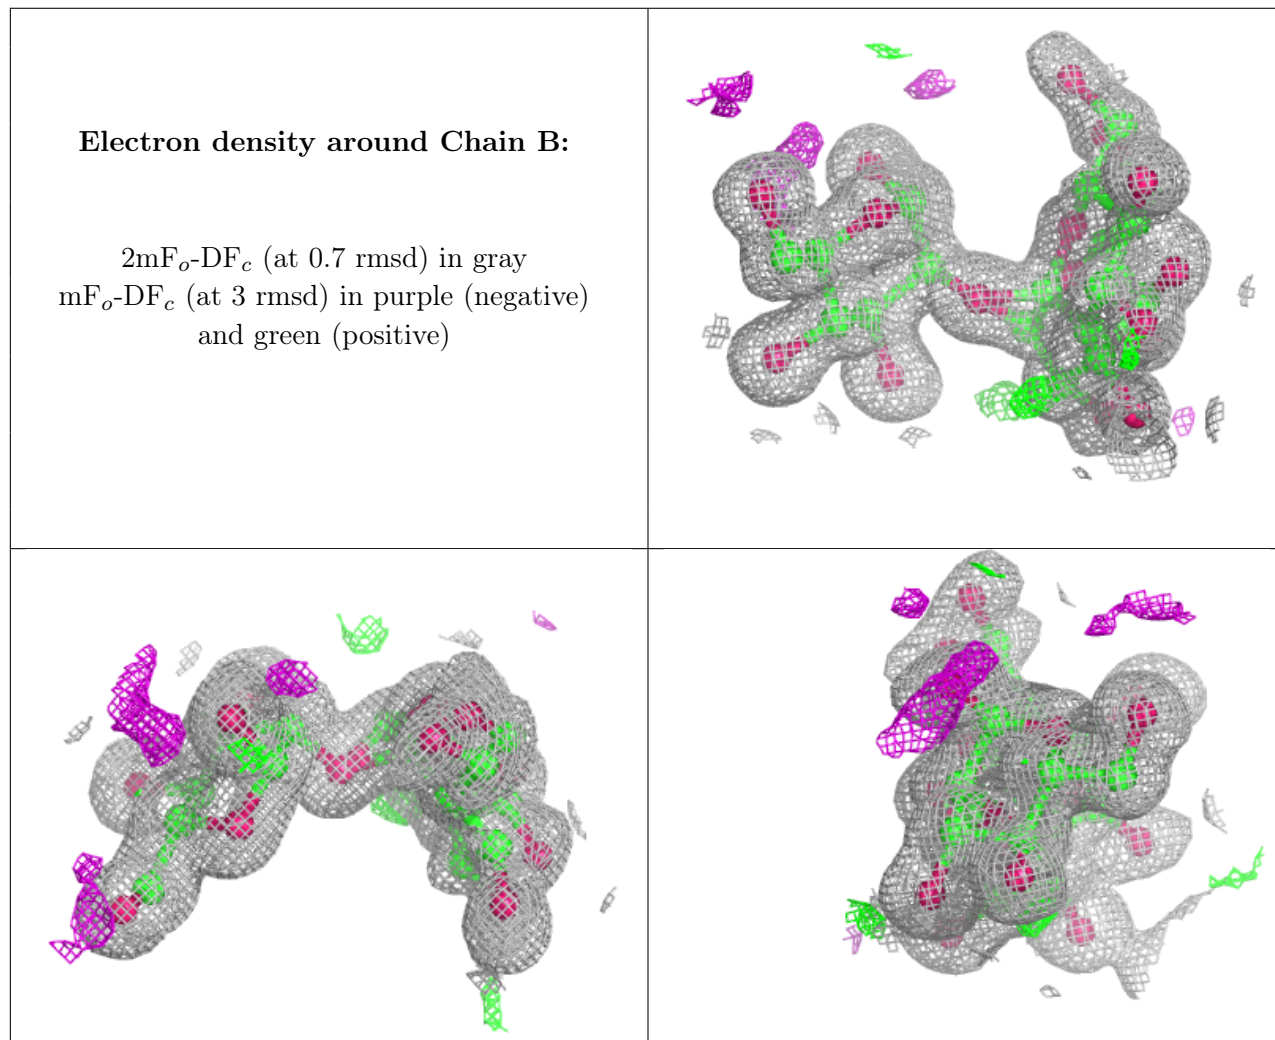 Electron density around Chain B:
2mF𝑜-DF𝑐 (at 0.7 rmsd) in gray
mF𝑜-DF𝑐 (at 3 rmsd) in purple (negative)
and green (positive)